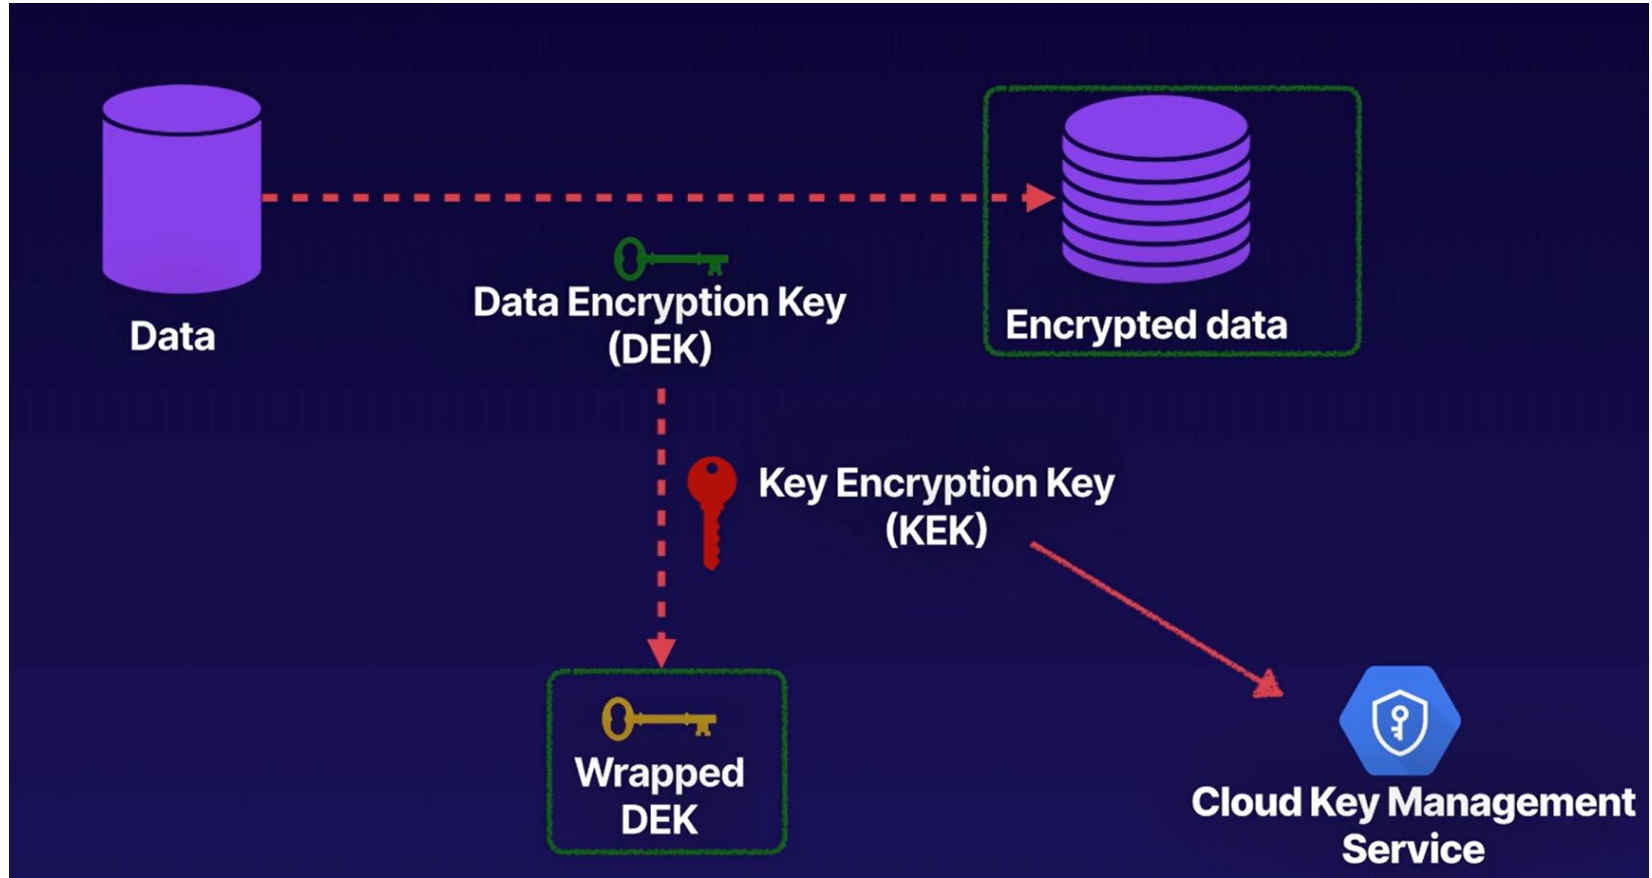 Data
Data Encryption Key
(DEK)
Encrypted data
Key Encryption Key
(KEK)
Wrapped
DEK
Cloud Key Management
Service